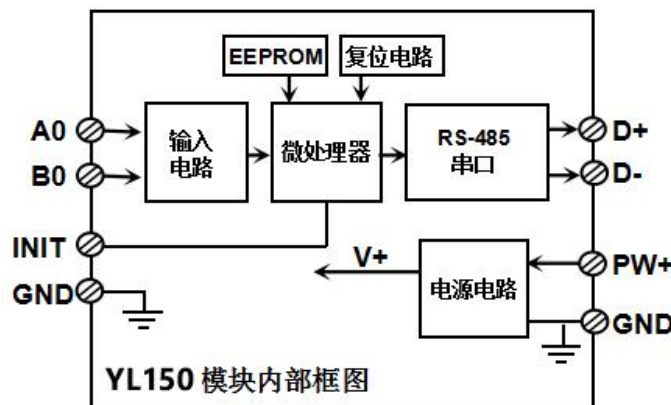 EEPROM
复位电路
A0
B0
输入
电路
微处理器
RS-485
串口
D+
D-
INIT
GND
V+
电源电路
PW+
GND
YL150 模块内部框图